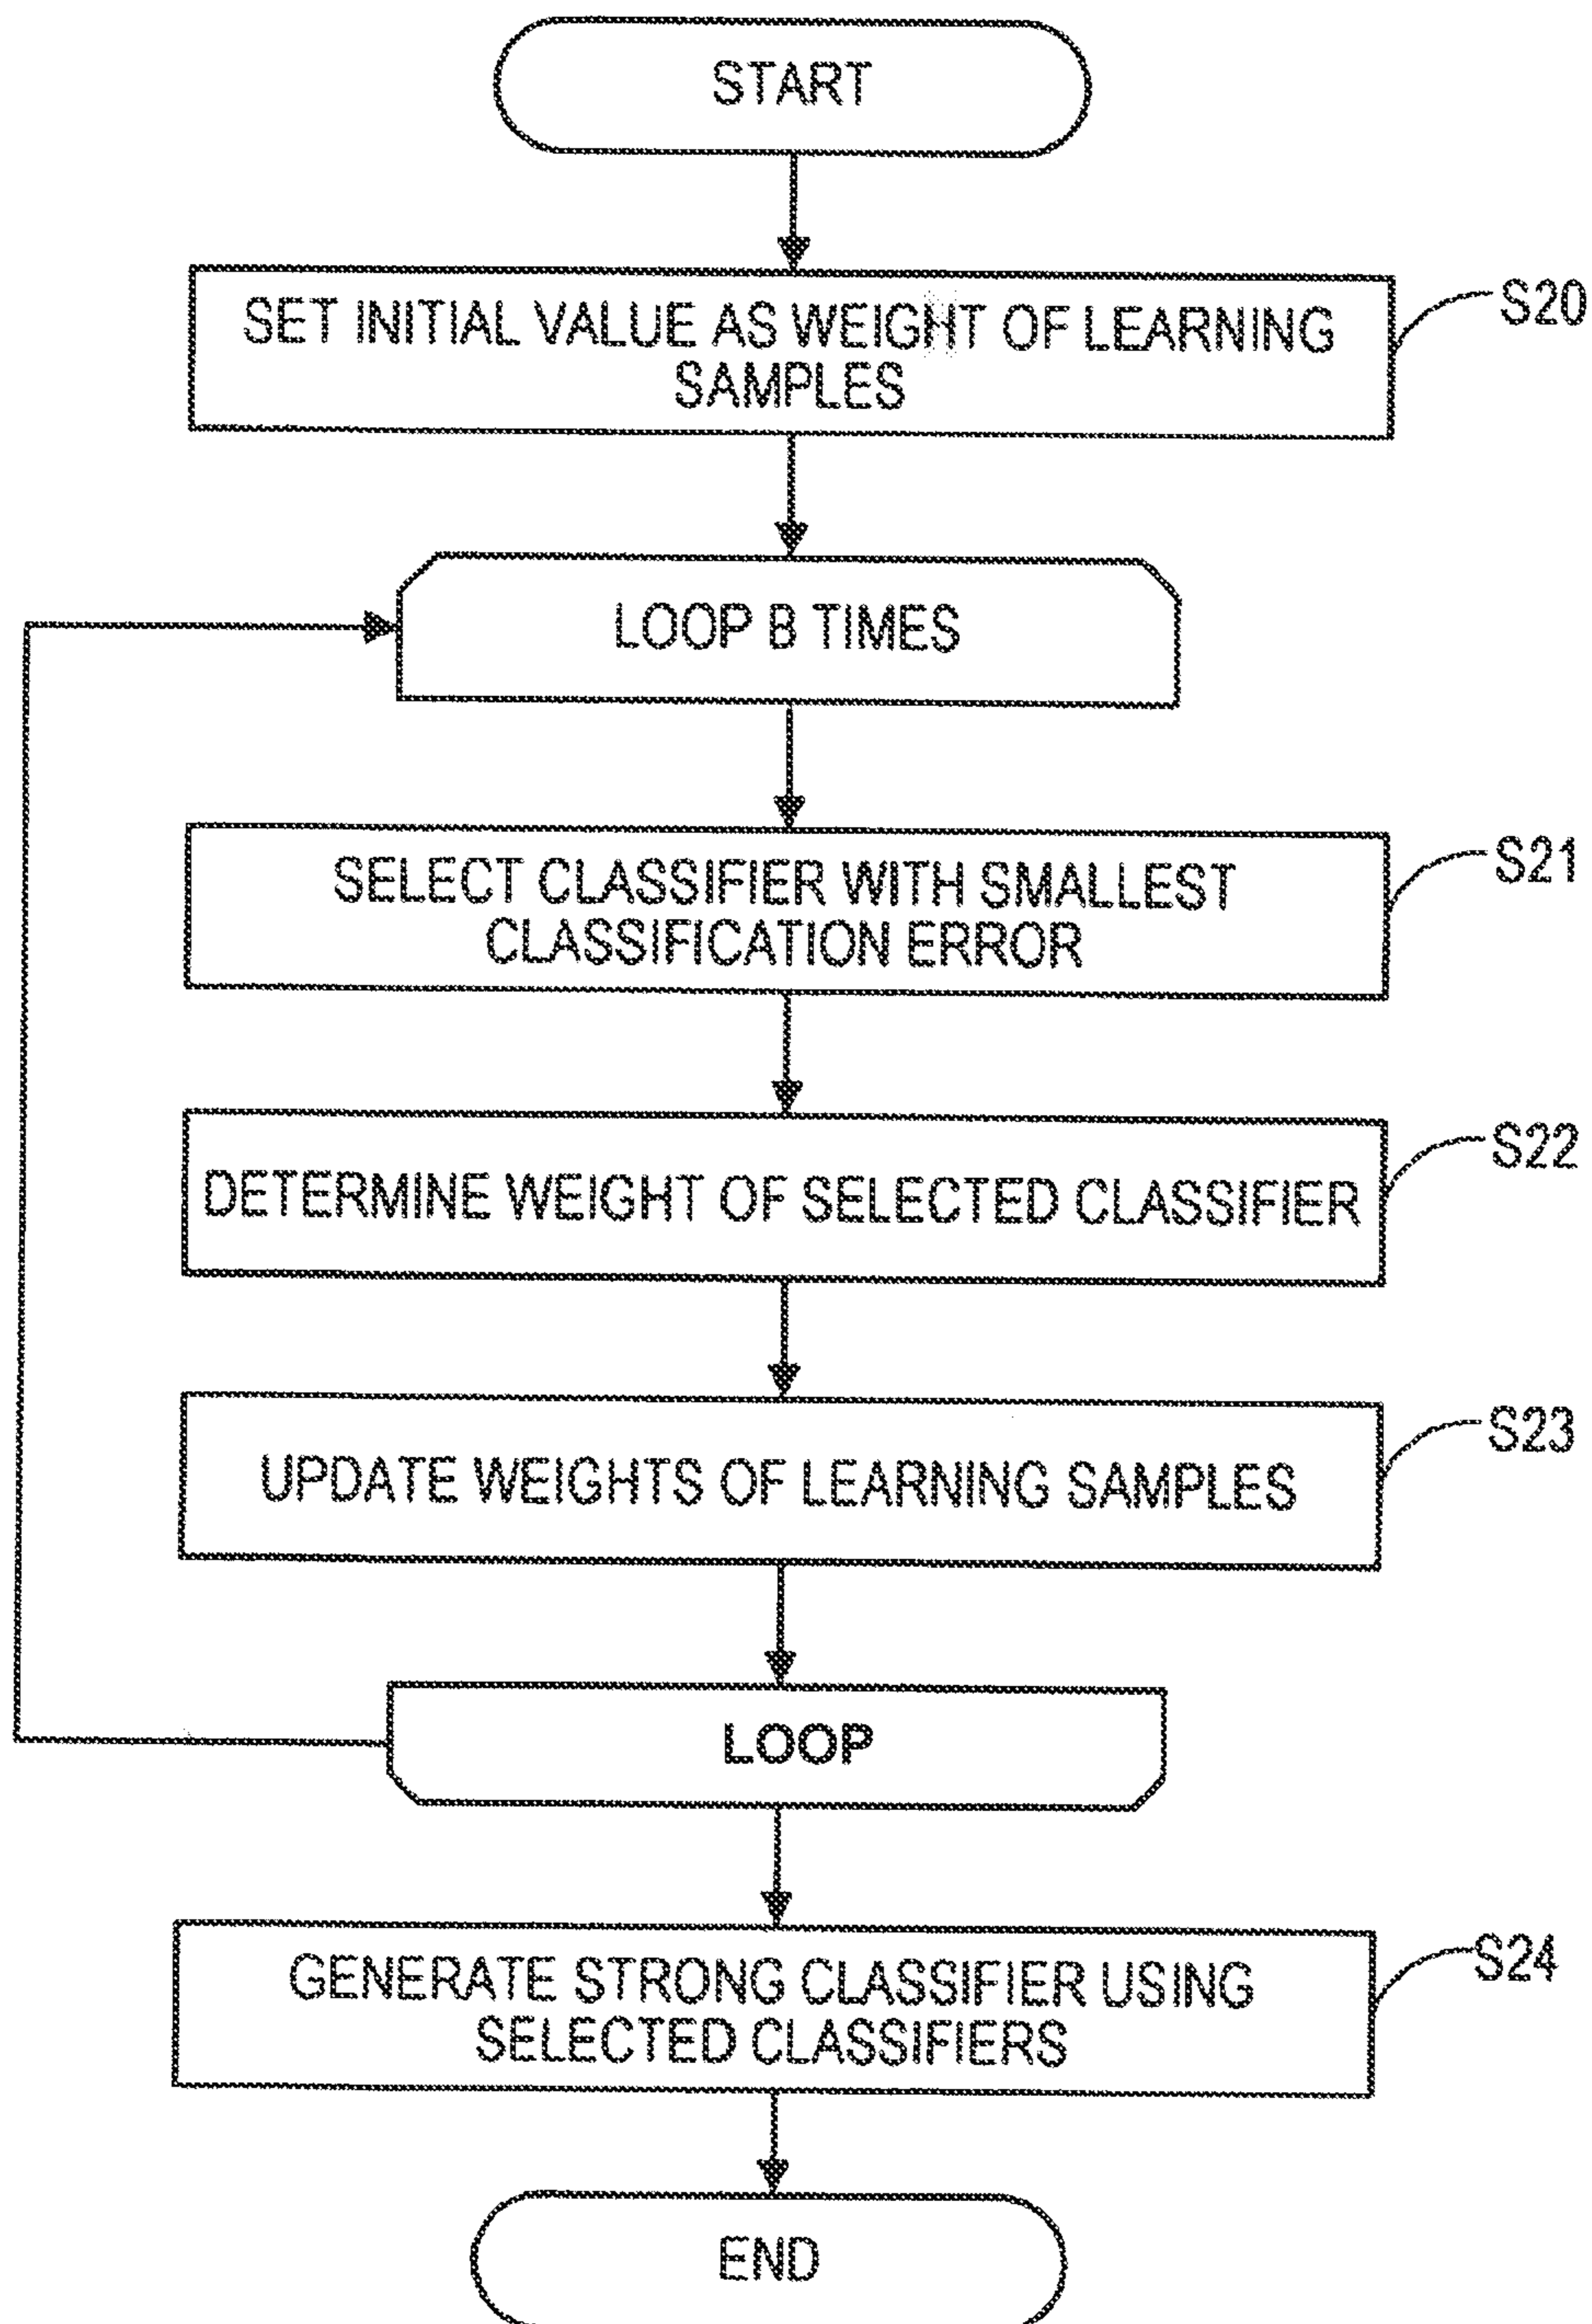 START
SET INITIAL VALUE AS WEIGHT OF LEARNING
SAMPLES
S20
LOOP B TIMES
SELECT CLASSIFIER WITH SMALLEST
CLASSIFICATION ERROR
S21
DETERMINE WEIGHT OF SELECTED CLASSIFIER
S22
UPDATE WEIGHTS OF LEARNING SAMPLES
S23
LOOP
GENERATE STRONG CLASSIFIER USING
SELECTED CLASSIFIERS
S24
END